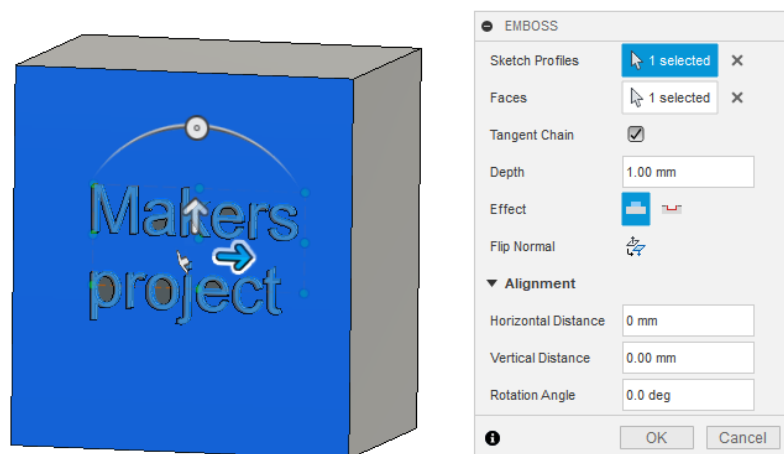 Makers
project
EMBOSS
Sketch Profiles 1 selected
Faces 1 selected
Tangent Chain
Depth 1.00 mm
Effect
Flip Normal
Alignment
Horizontal Distance 0 mm
Vertical Distance 0.00 mm
Rotation Angle 0.0 deg
OK Cancel